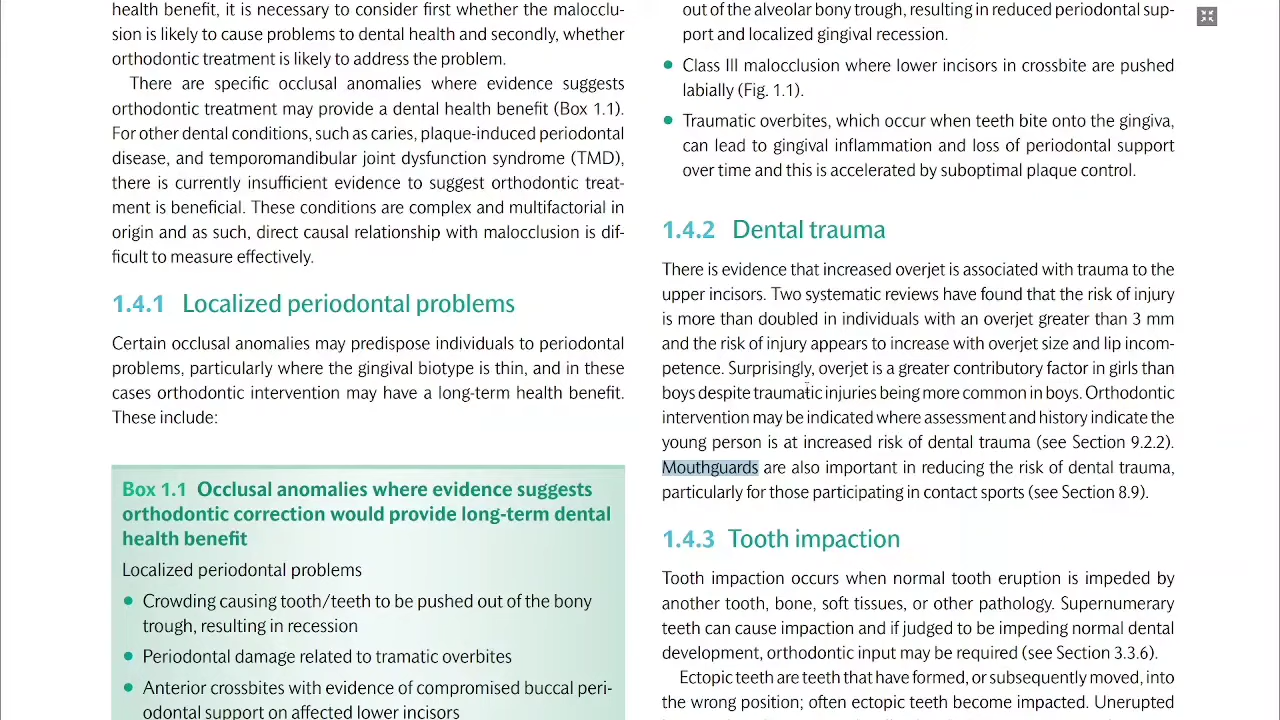 health benefit, it is necessary to consider first whether the malocclu-
sion is likely to cause problems to dental health and secondly, whether
orthodontic treatment is likely to address the problem.
There are specific occlusal anomalies where evidence suggests
orthodontic treatment may provide a dental health benefit (Box 1.1).
For other dental conditions, such as caries, plaque-induced periodontal
disease, and temporomandibular joint dysfunction syndrome (TMD),
there is currently insufficient evidence to suggest orthodontic treat-
ment is beneficial. These conditions are complex and multifactorial in
origin and as such, direct causal relationship with malocclusion is dif-
ficult to measure effectively.
1.4.1 Localized periodontal problems
Certain occlusal anomalies may predispose individuals to periodontal
problems, particularly where the gingival biotype is thin, and in these
cases orthodontic intervention may have a long-term health benefit.
These include:
Box 1.1 Occlusal anomalies where evidence suggests
orthodontic correction would provide long-term dental
health benefit
Localized periodontal problems
• Crowding causing tooth/teeth to be pushed out of the bony
trough, resulting in recession
• Periodontal damage related to tramatic overbites
• Anterior crossbites with evidence of compromised buccal peri-
odontal support on affected lower incisors
out of the alveolar bony trough, resulting in reduced periodontal sup-
port and localized gingival recession.
• Class III malocclusion where lower incisors in crossbite are pushed
labially (Fig. 1.1).
• Traumatic overbites, which occur when teeth bite onto the gingiva,
can lead to gingival inflammation and loss of periodontal support
over time and this is accelerated by suboptimal plaque control.
1.4.2 Dental trauma
There is evidence that increased overjet is associated with trauma to the
upper incisors. Two systematic reviews have found that the risk of injury
is more than doubled in individuals with an overjet greater than 3 mm
and the risk of injury appears to increase with overjet size and lip incom-
petence. Surprisingly, overjet is a greater contributory factor in girls than
boys despite traumatic injuries being more common in boys. Orthodontic
intervention may be indicated where assessment and history indicate the
young person is at increased risk of dental trauma (see Section 9.2.2).
Mouthguards are also important in reducing the risk of dental trauma,
particularly for those participating in contact sports (see Section 8.9).
1.4.3 Tooth impaction
Tooth impaction occurs when normal tooth eruption is impeded by
another tooth, bone, soft tissues, or other pathology. Supernumerary
teeth can cause impaction and if judged to be impeding normal dental
development, orthodontic input may be required (see Section 3.3.6).
Ectopic teeth are teeth that have formed, or subsequently moved, into
the wrong position; often ectopic teeth become impacted. Unerupted